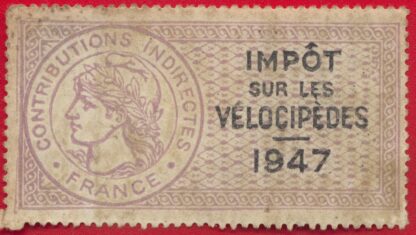 CONTRIBUTIONS INDIRECTES
• FRANCE •
IMPÔT
SUR LES
VÉLOCIPÈDES
1947